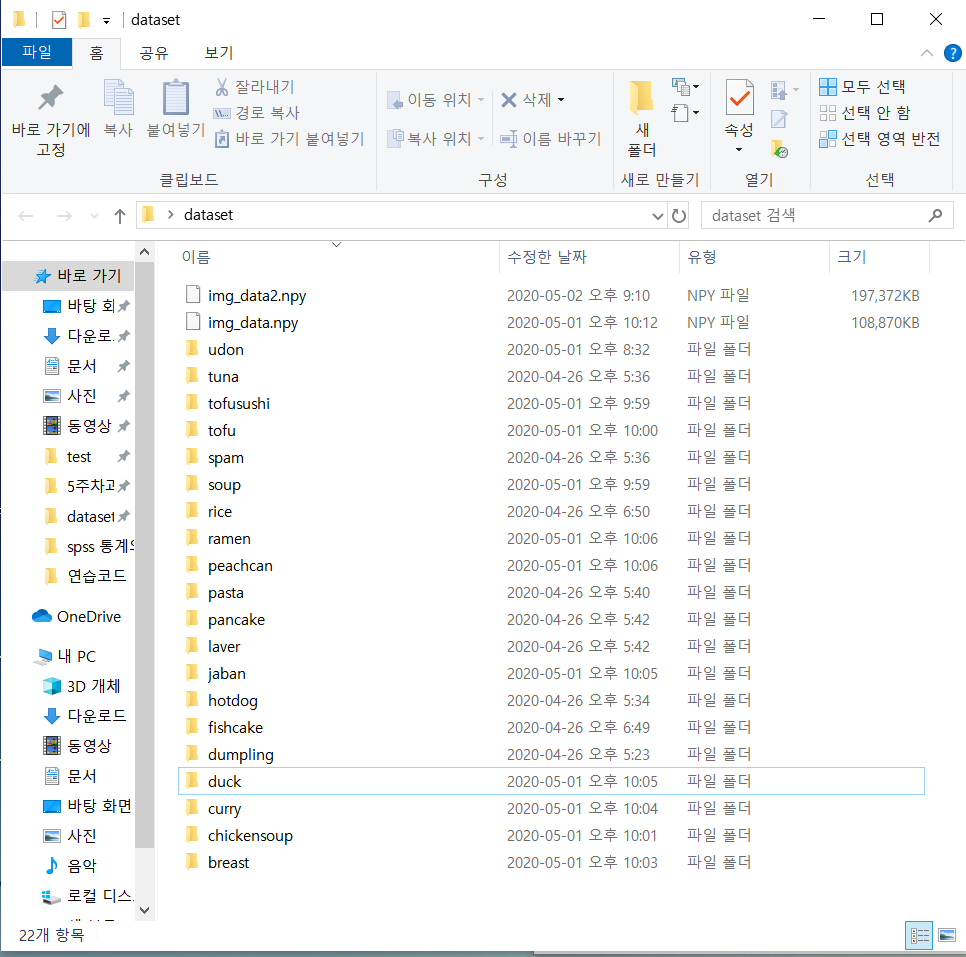 dataset
파일 홈 공유 보기
바로 가기에 고정
복사
붙여넣기
잘라내기
경로 복사
바로 가기 붙여넣기
클립보드
이동 위치
복사 위치
삭제
이름 바꾸기
구성
새 폴더
새로 만들기
속성
열기
모두 선택
선택 안 함
선택 영역 반전
선택
dataset
dataset 검색
바로 가기
바탕 화
다운로.
문서
사진
동영상
test
5주차과
dataset
spss 통계의
연습코드
OneDrive
내 PC
3D 개체
다운로드
동영상
문서
바탕 화면
사진
음악
로컬 디스.
이름 수정한 날짜 유형 크기
img_data2.npy 2020-05-02 오후 9:10 NPY 파일 197,372KB
img_data.npy 2020-05-01 오후 10:12 NPY 파일 108,870KB
udon 2020-05-01 오후 8:32 파일 폴더
tuna 2020-04-26 오후 5:36 파일 폴더
tofusushi 2020-05-01 오후 9:59 파일 폴더
tofu 2020-05-01 오후 10:00 파일 폴더
spam 2020-04-26 오후 5:36 파일 폴더
soup 2020-05-01 오후 9:59 파일 폴더
rice 2020-04-26 오후 6:50 파일 폴더
ramen 2020-05-01 오후 10:06 파일 폴더
peachcan 2020-05-01 오후 10:06 파일 폴더
pasta 2020-04-26 오후 5:40 파일 폴더
pancake 2020-04-26 오후 5:42 파일 폴더
laver 2020-04-26 오후 5:42 파일 폴더
jaban 2020-05-01 오후 10:05 파일 폴더
hotdog 2020-04-26 오후 5:34 파일 폴더
fishcake 2020-04-26 오후 6:49 파일 폴더
dumpling 2020-04-26 오후 5:23 파일 폴더
duck 2020-05-01 오후 10:05 파일 폴더
curry 2020-05-01 오후 10:04 파일 폴더
chickensoup 2020-05-01 오후 10:01 파일 폴더
breast 2020-05-01 오후 10:03 파일 폴더
22개 항목